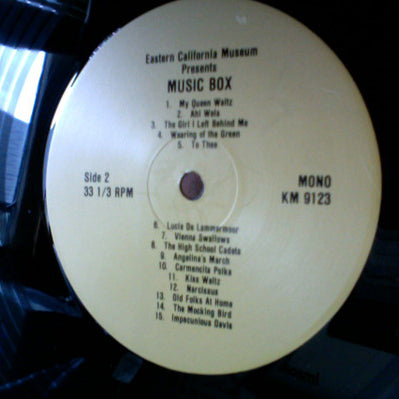 Eastern California Museum
Presents
MUSIC BOX
1. My Queen Waltz
2. Ahi Wela
3. The Girl I Left Behind Me
4. Wearing of the Green
5. To Thee
Side 2
33 1/3 RPM
MONO
KM 9123
6. Lucia De Lammarmour
7. Vienna Swallows
8. The High School Cadets
9. Angelina's March
10. Carmencita Polka
11. Kiss Waltz
12. Narcissus
13. Old Folks At Home
14. The Mocking Bird
15. Impecunious Davis